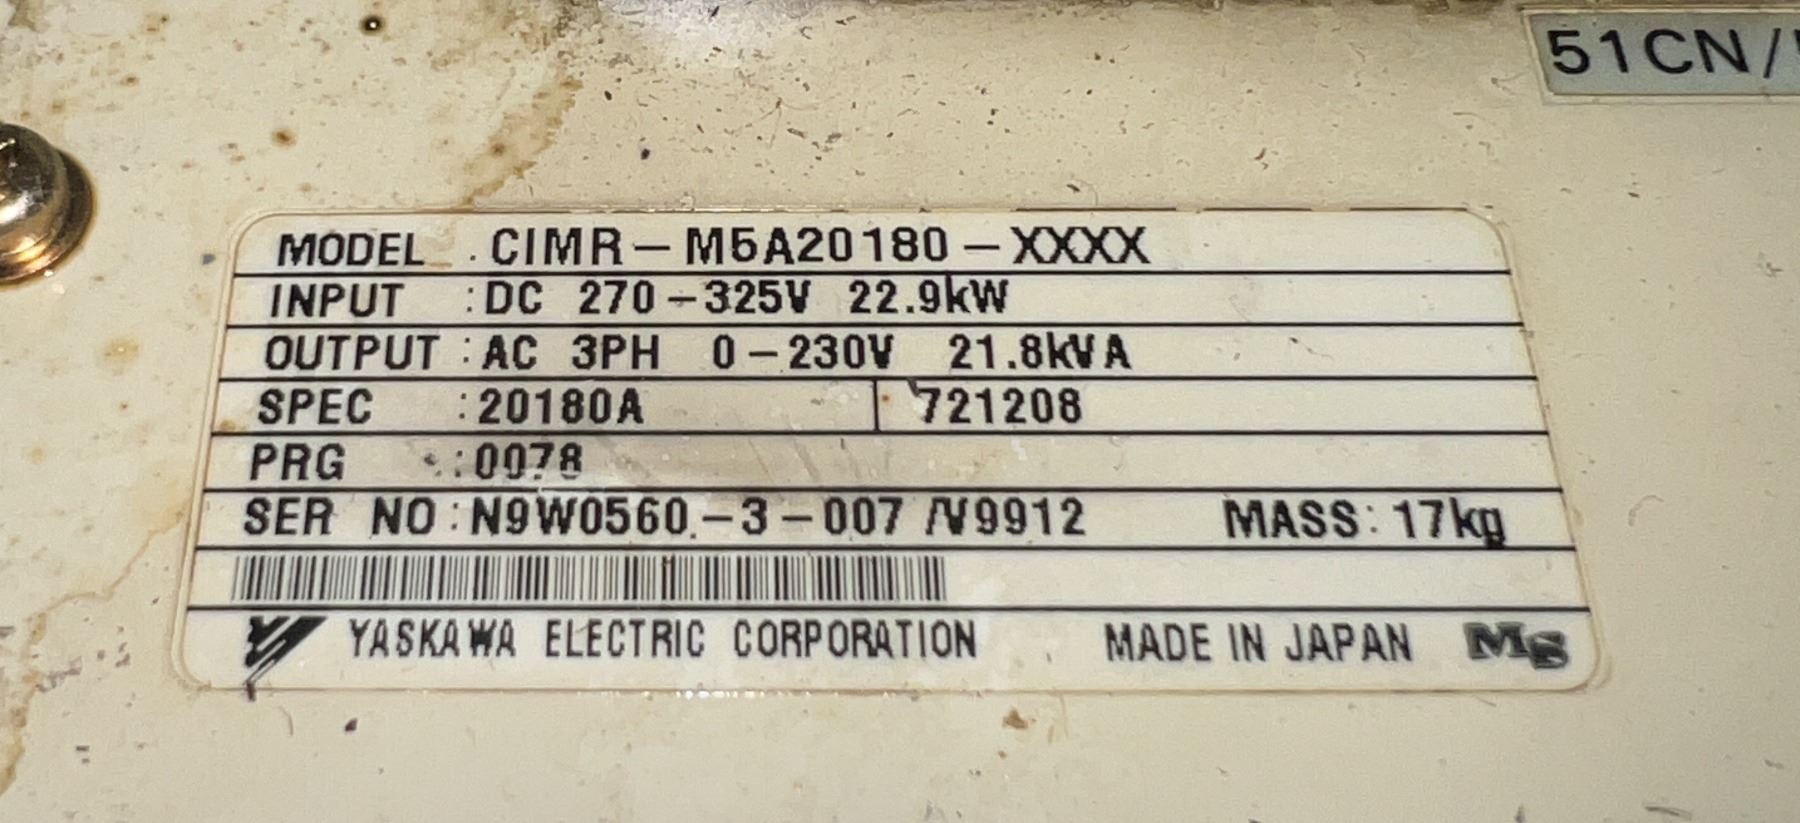 51CN/
MODEL : CIMR-M5A20180-XXXX
INPUT : DC 270-325V 22.9kW
OUTPUT : AC 3PH 0-230V 21.8kVA
SPEC : 20180A 721208
PRG : 0078
SER NO : N9W0560-3-007 /V9912 MASS: 17kg
YASKAWA ELECTRIC CORPORATION MADE IN JAPAN MS